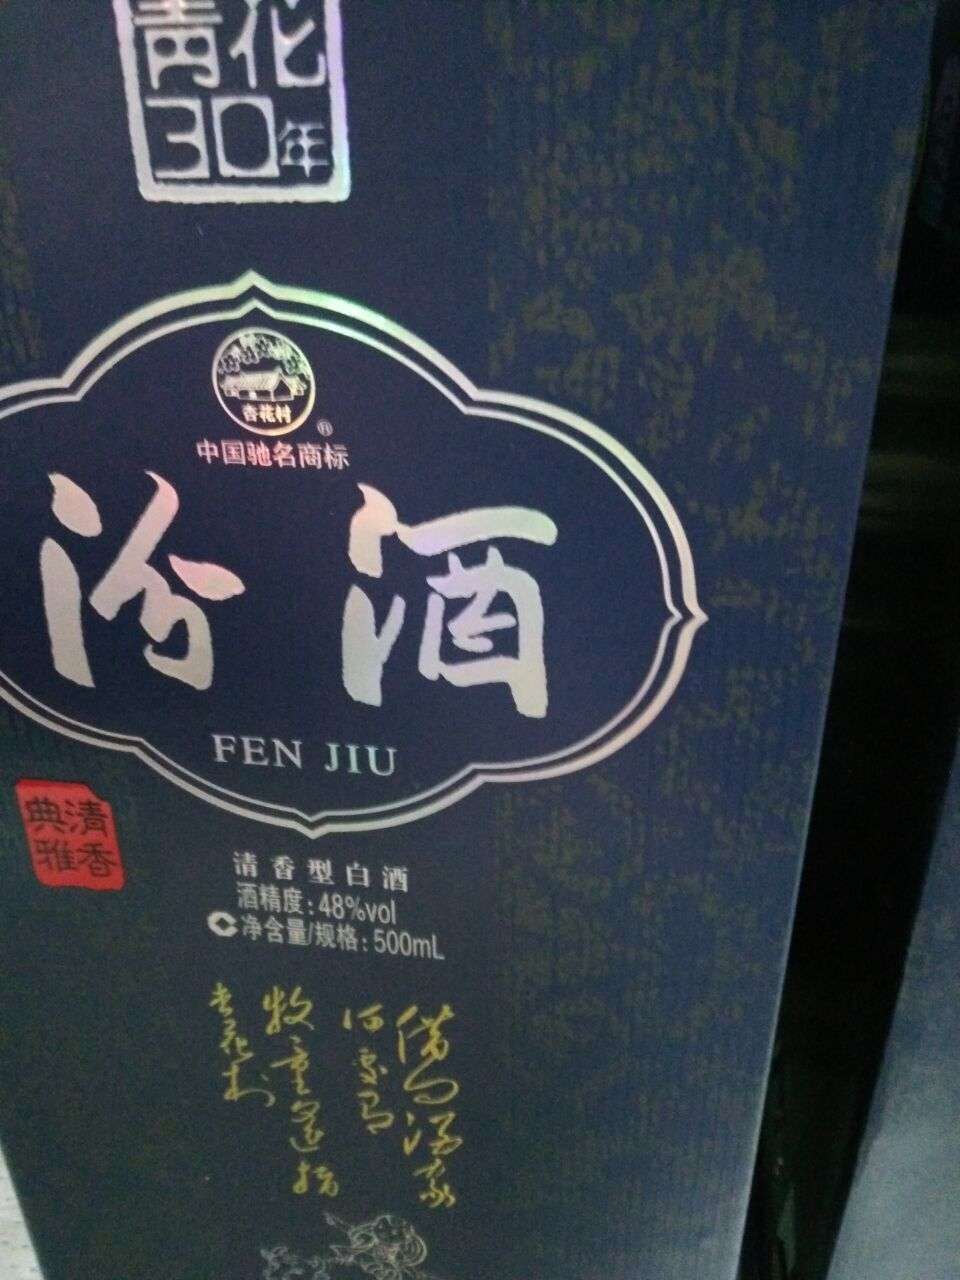 青花
30年
杏花村
®
中国驰名商标
汾酒
FEN JIU
清香
典雅
清香型白酒
酒精度:48%vol
净含量/规格:500mL
借问酒家
何处有
牧童遥指
杏花村